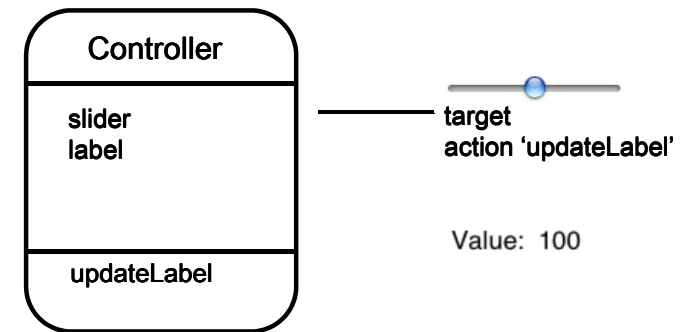 Controller
slider
label
updateLabel
target
action ‘updateLabel’
Value: 100